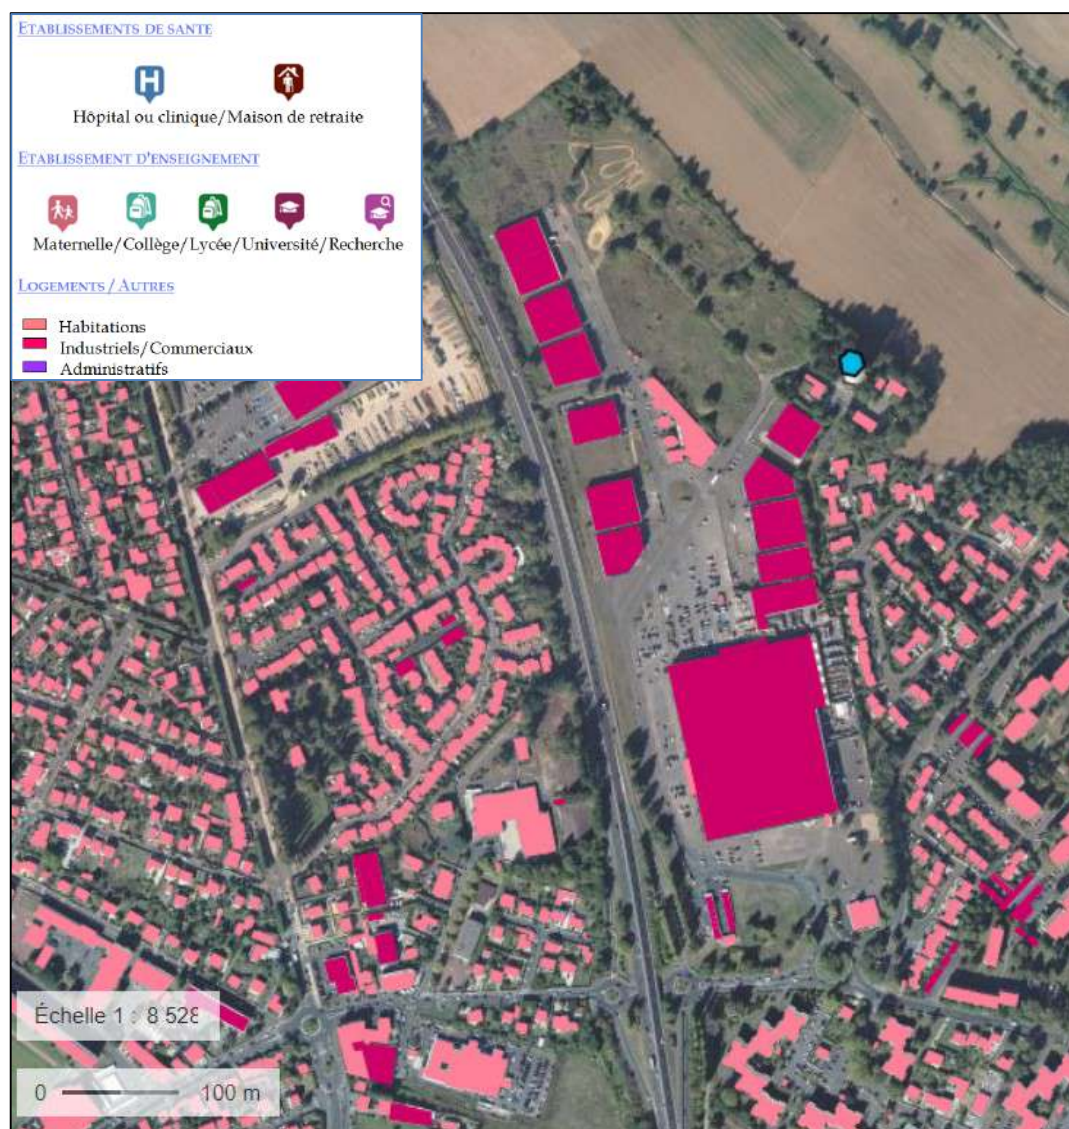 ETABLISSEMENTS DE SANTE
H
Hôpital ou clinique/Maison de retraite
ETABLISSEMENT D'ENSEIGNEMENT
Maternelle/Collège/Lycée/Université/Recherche
LOGEMENTS / AUTRES
Habitations
Industriels/Commerciaux
Administratifs
Échelle 1 : 8 528
0 100 m